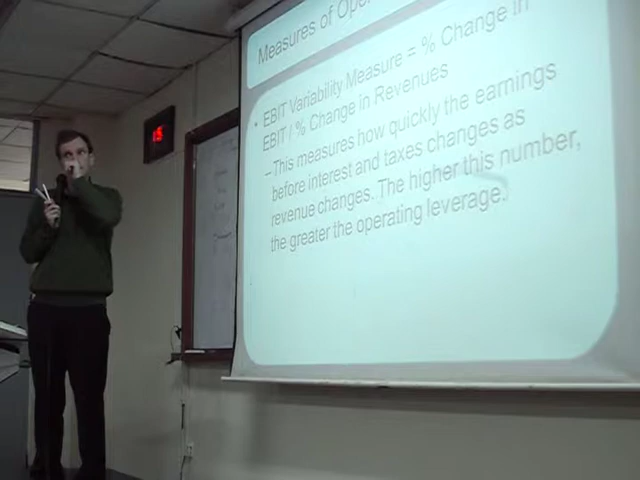 Measures of
• EBIT Variability Measure = % Change in
EBIT / % Change in Revenues
– This measures how quickly the earnings
before interest and taxes changes as
revenue changes. The higher this number,
the greater the operating leverage.